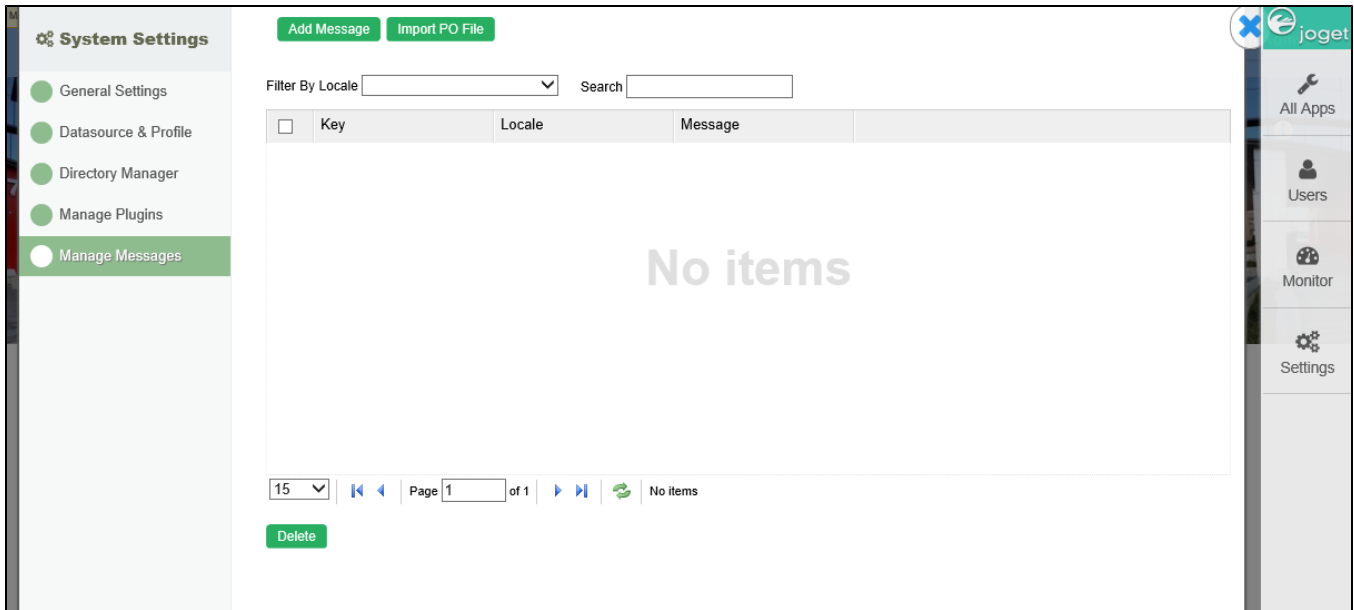 System Settings
General Settings
Datasource & Profile
Directory Manager
Manage Plugins
Manage Messages
Add Message Import PO File
Filter By Locale Search
Key Locale Message
No items
15 Page 1 of 1 No items
Delete
joget
All Apps
Users
Monitor
Settings